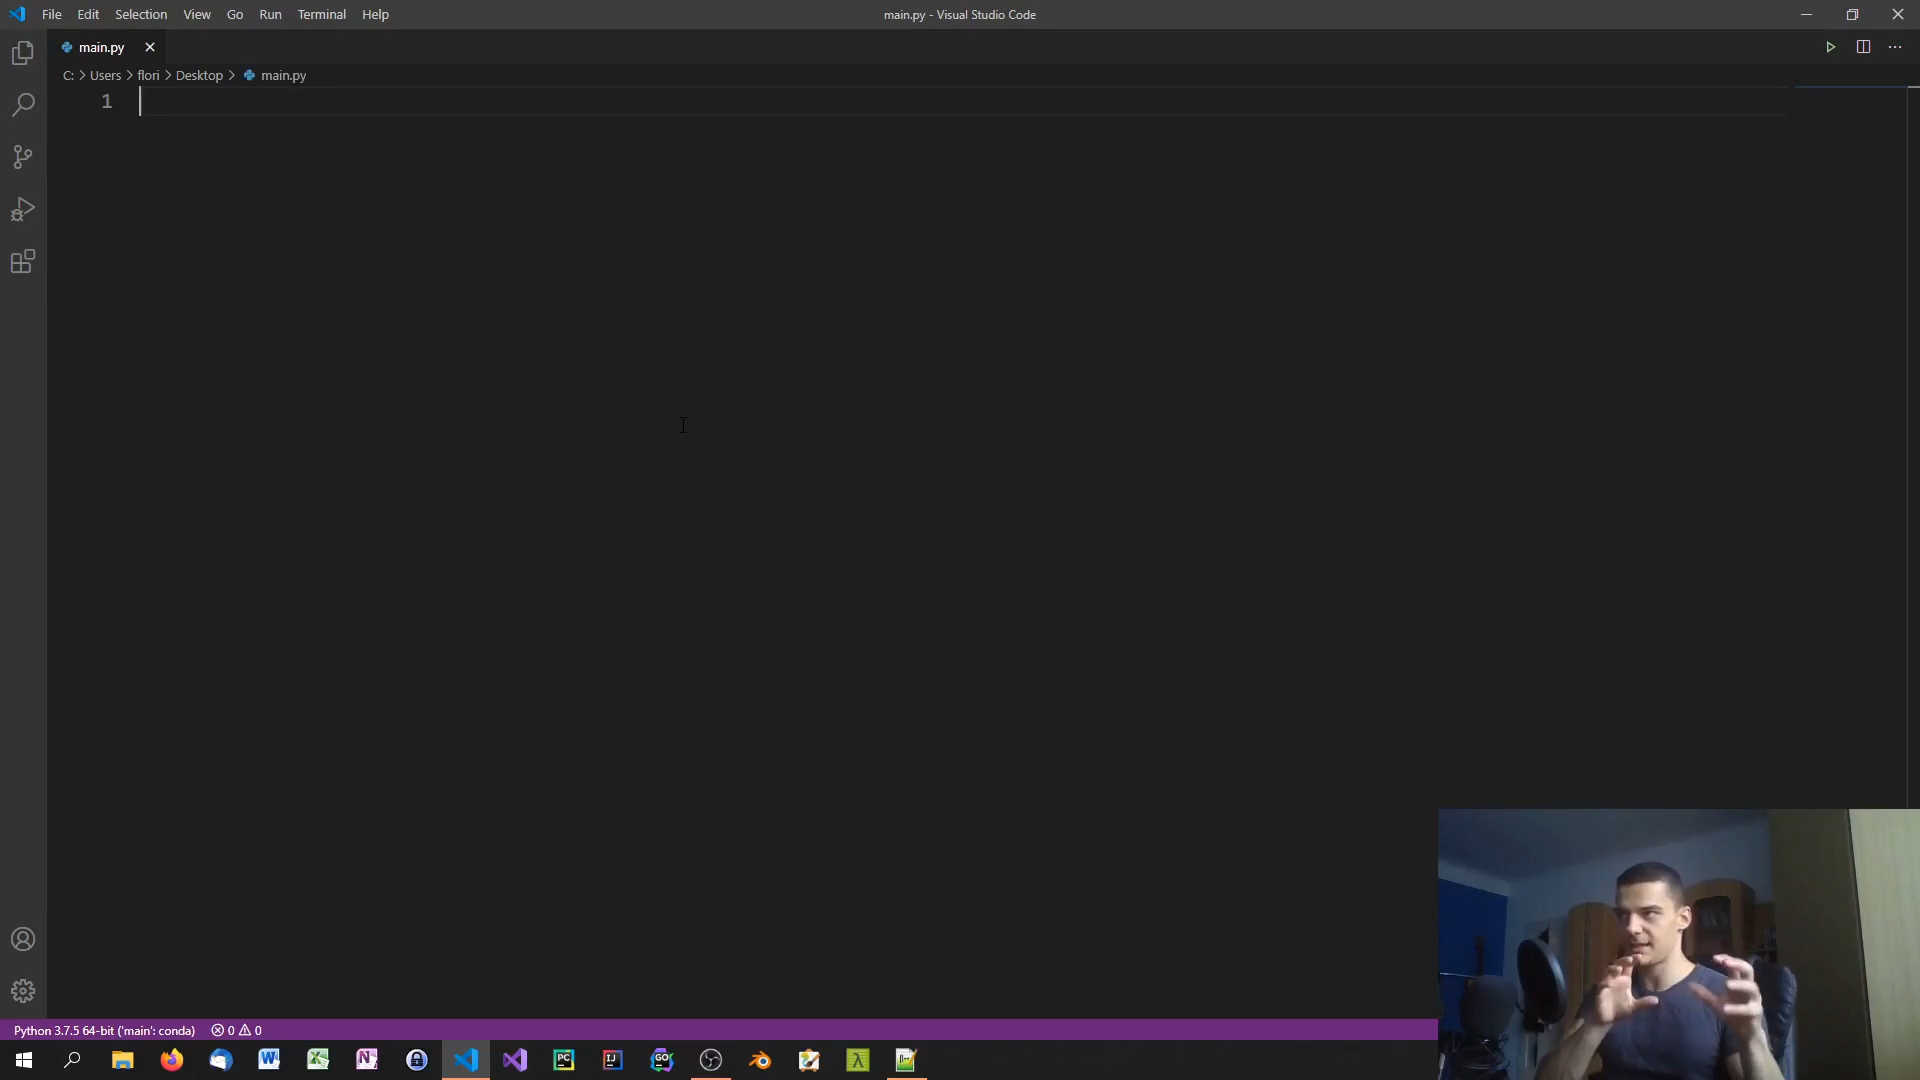 File Edit Selection View Go Run Terminal Help
main.py - Visual Studio Code
main.py
C: > Users > flori > Desktop > main.py
1
Python 3.7.5 64-bit ('main': conda) 0 0